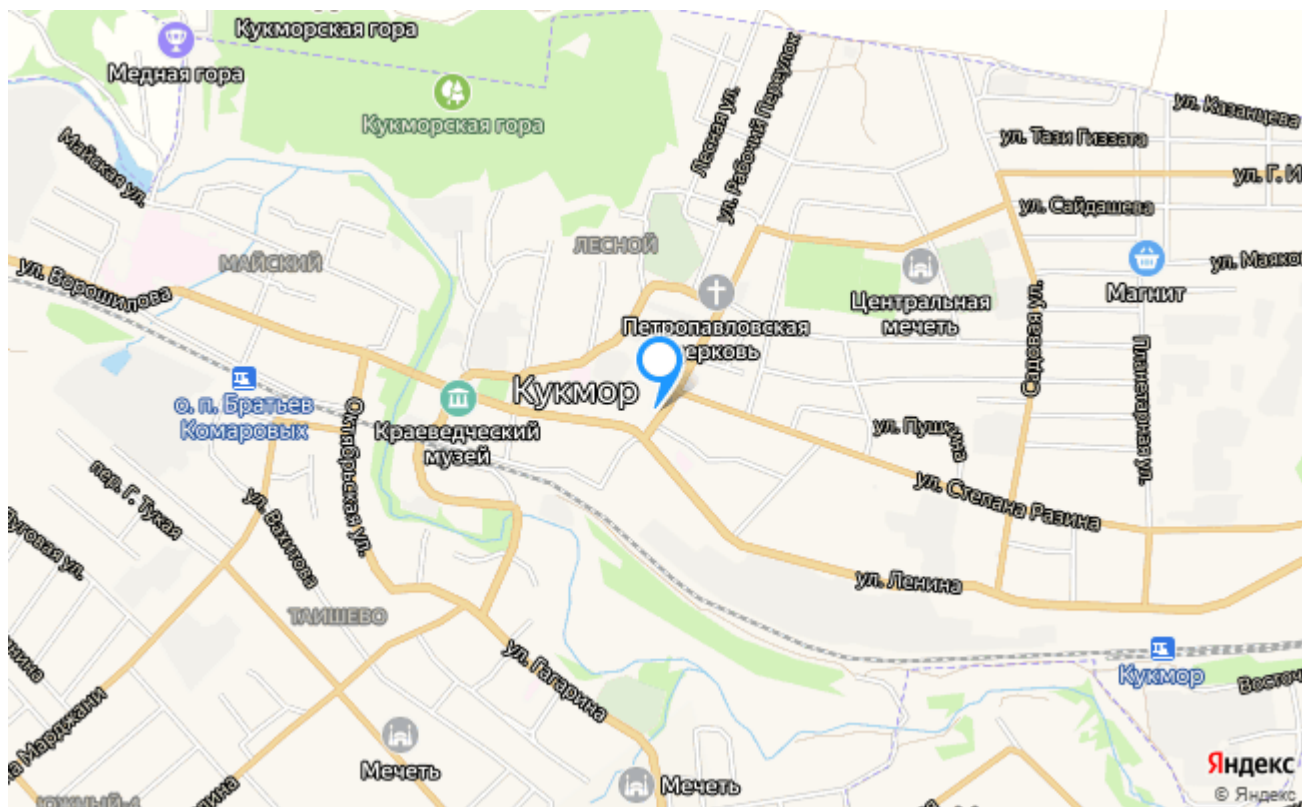 Кукморская гора
Медная гора
Кукморская гора
Майская ул.
Лесная ул.
ул. Рабочий Переулок
ул. Казанцева
ул. Тази Гиззата
ул. Г. И
ул. Сайдашева
ЛЕСНОЙ
МАЙСКИЙ
ул. Ворошилова
ул. Маяко
Магнит
Центральная
мечеть
Садовая ул.
Планетарная ул.
Петропавловская
церковь
Кукмор
о. п. Братьев
Комаровых
Краеведческий
музей
Октябрьская ул.
ул. Пушкина
ул. Степана Разина
пер. Г. Тукая
ул. Вахитова
Луговая ул.
ул. Ленина
ТАИШЕВО
ул. Гагарина
Кукмор
Восточ
Марджани
Мечеть
Мечеть
Яндекс
© Яндекс